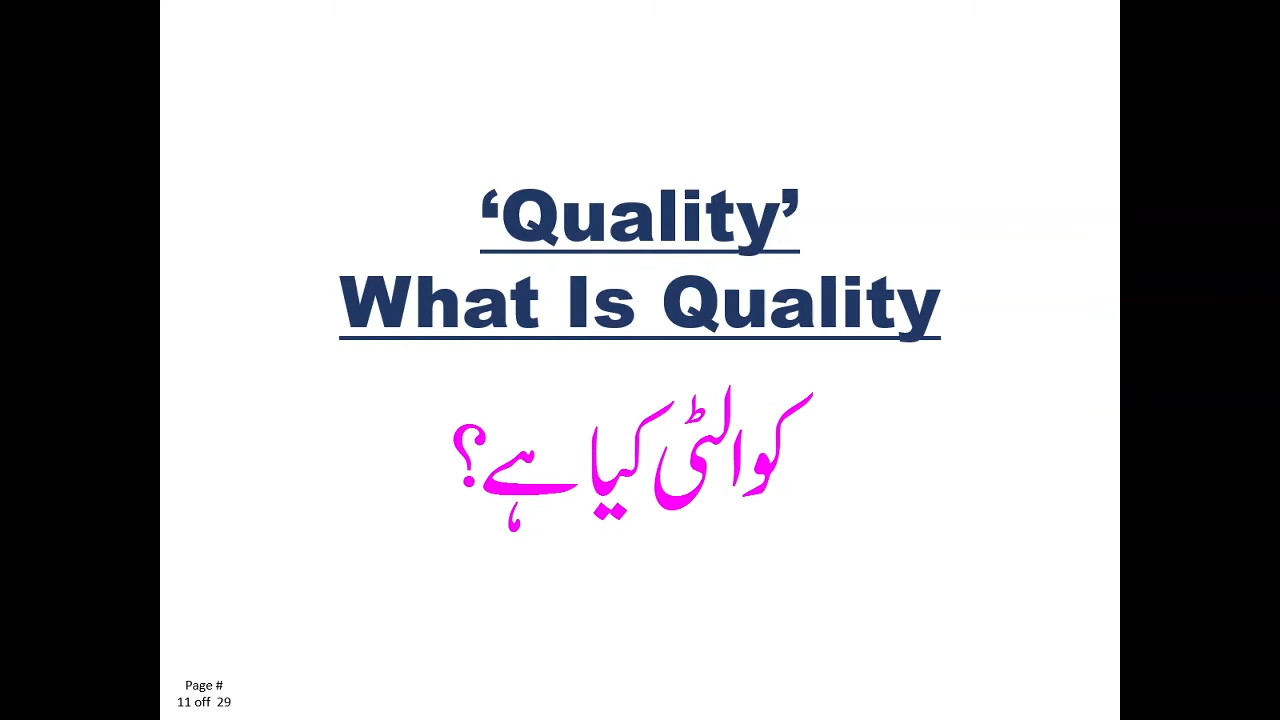 ‘Quality’
What Is Quality
کوالٹی کیا ہے؟
Page #
11 off 29